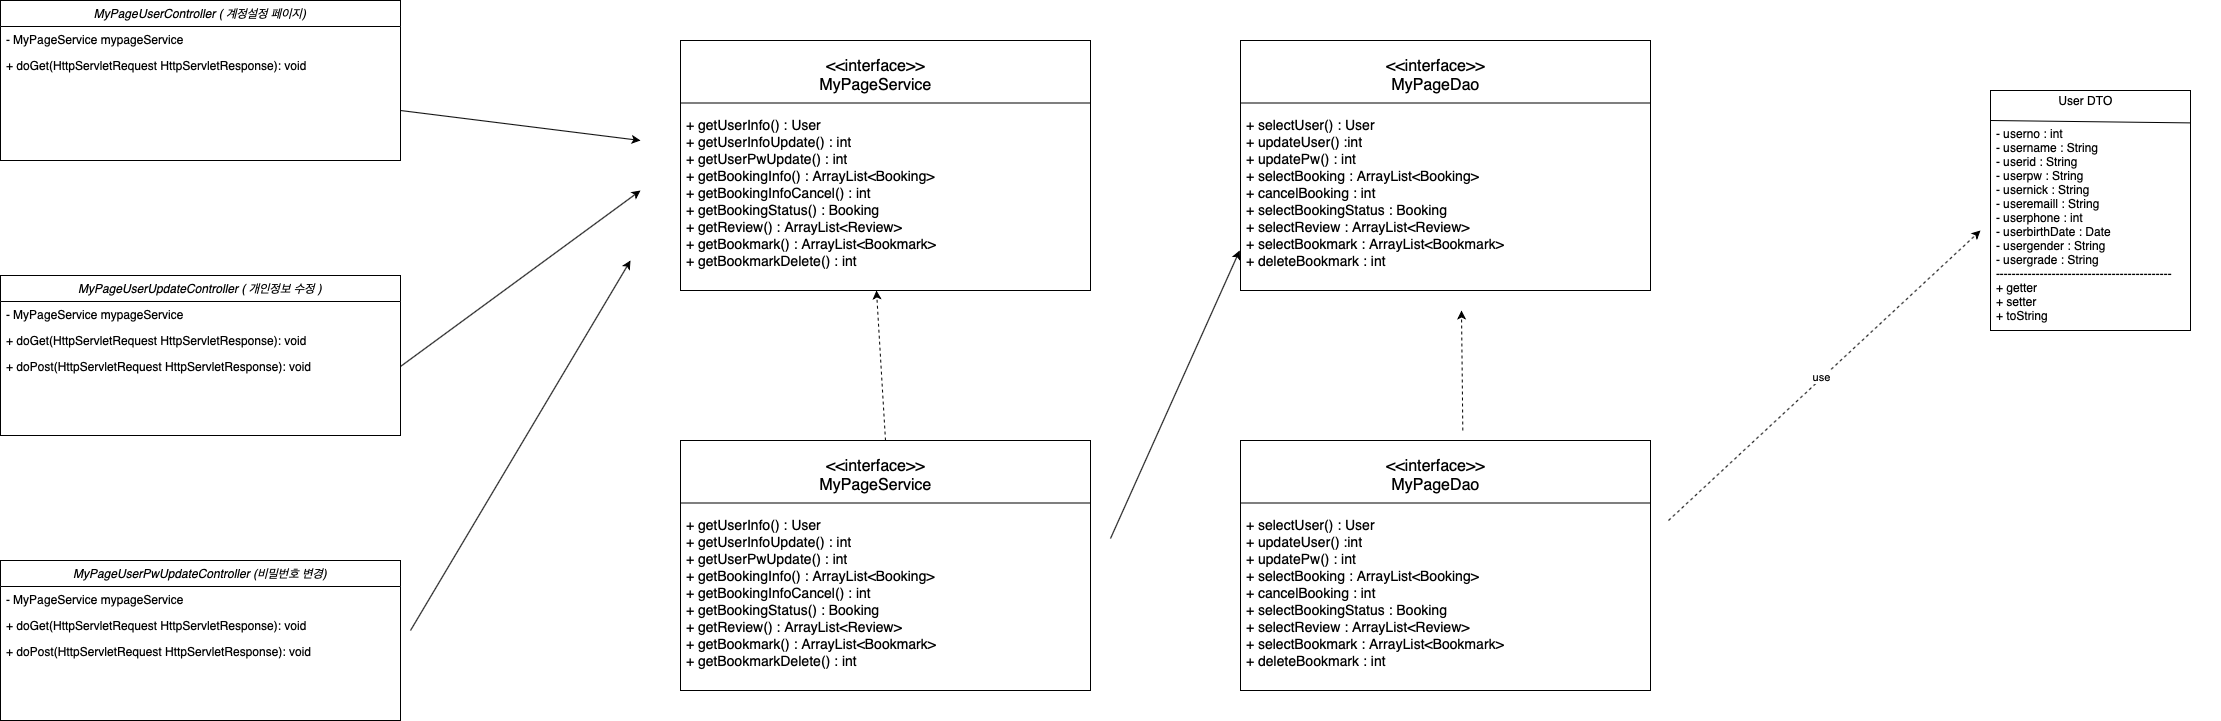 MyPageUserController ( 계정설정 페이지)
- MyPageService mypageService
+ doGet(HttpServletRequest HttpServletResponse): void
MyPageUserUpdateController ( 개인정보 수정 )
- MyPageService mypageService
+ doGet(HttpServletRequest HttpServletResponse): void
+ doPost(HttpServletRequest HttpServletResponse): void
MyPageUserPwUpdateController (비밀번호 변경)
- MyPageService mypageService
+ doGet(HttpServletRequest HttpServletResponse): void
+ doPost(HttpServletRequest HttpServletResponse): void
<<interface>>
MyPageService
+ getUserInfo() : User
+ getUserInfoUpdate() : int
+ getUserPwUpdate() : int
+ getBookingInfo() : ArrayList<Booking>
+ getBookingInfoCancel() : int
+ getBookingStatus() : Booking
+ getReview() : ArrayList<Review>
+ getBookmark() : ArrayList<Bookmark>
+ getBookmarkDelete() : int
<<interface>>
MyPageService
+ getUserInfo() : User
+ getUserInfoUpdate() : int
+ getUserPwUpdate() : int
+ getBookingInfo() : ArrayList<Booking>
+ getBookingInfoCancel() : int
+ getBookingStatus() : Booking
+ getReview() : ArrayList<Review>
+ getBookmark() : ArrayList<Bookmark>
+ getBookmarkDelete() : int
<<interface>>
MyPageDao
+ selectUser() : User
+ updateUser() :int
+ updatePw() : int
+ selectBooking : ArrayList<Booking>
+ cancelBooking : int
+ selectBookingStatus : Booking
+ selectReview : ArrayList<Review>
+ selectBookmark : ArrayList<Bookmark>
+ deleteBookmark : int
<<interface>>
MyPageDao
+ selectUser() : User
+ updateUser() :int
+ updatePw() : int
+ selectBooking : ArrayList<Booking>
+ cancelBooking : int
+ selectBookingStatus : Booking
+ selectReview : ArrayList<Review>
+ selectBookmark : ArrayList<Bookmark>
+ deleteBookmark : int
use
User DTO
- userno : int
- username : String
- userid : String
- userpw : String
- usernick : String
- useremaill : String
- userphone : int
- userbirthDate : Date
- usergender : String
- usergrade : String
--------------------------------------------
+ getter
+ setter
+ toString